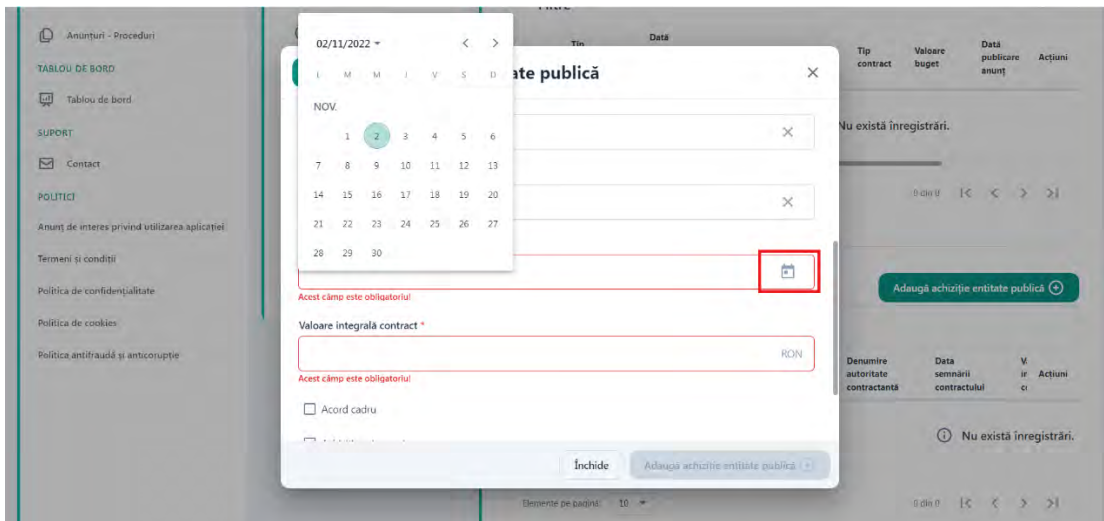 Anunțuri - Proceduri
TABLOU DE BORD
Tablou de bord
SUPORT
Contact
POLITICI
Anunț de interes privind utilizarea aplicației
Termeni și condiții
Politica de confidențialitate
Politica de cookies
Politica antifraudă și anticorupție
02/11/2022
L M M J V S D
NOV.
1 2 3 4 5 6
7 8 9 10 11 12 13
14 15 16 17 18 19 20
21 22 23 24 25 26 27
28 29 30
ate publică
Acest câmp este obligatoriu!
Valoare integrală contract *
RON
Acest câmp este obligatoriu!
Acord cadru
Închide
Adaugă achiziție entitate publică
Tip
Dată
Tip contract
Valoare buget
Dată publicare anunț
Acțiuni
Nu există înregistrări.
0 din 0
Adaugă achiziție entitate publică
Denumire autoritate contractantă
Data semnării contractului
Acțiuni
Nu există înregistrări.
Elemente pe pagină: 10
0 din 0